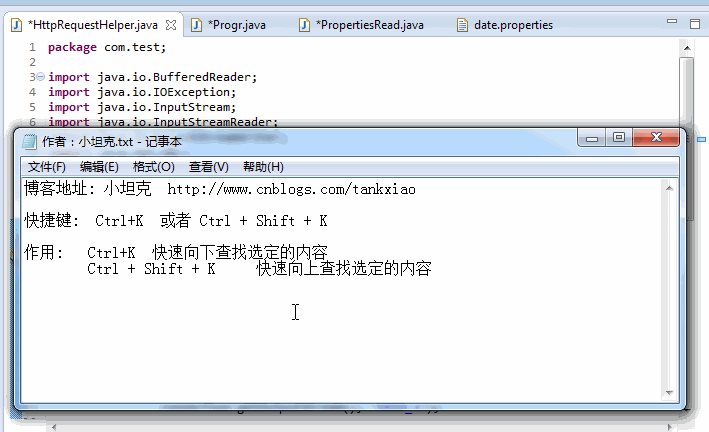 *HttpRequestHelper.java
*Progr.java
*PropertiesRead.java
date.properties
1 package com.test;
2
3 import java.io.BufferedReader;
4 import java.io.IOException;
5 import java.io.InputStream;
6 import java.io.InputStreamReader;
作者：小坦克.txt - 记事本
文件(F) 编辑(E) 格式(O) 查看(V) 帮助(H)
博客地址: 小坦克 http://www.cnblogs.com/tankxiao
快捷键: Ctrl+K 或者 Ctrl + Shift + K
作用: Ctrl+K 快速向下查找选定的内容
Ctrl + Shift + K 快速向上查找选定的内容